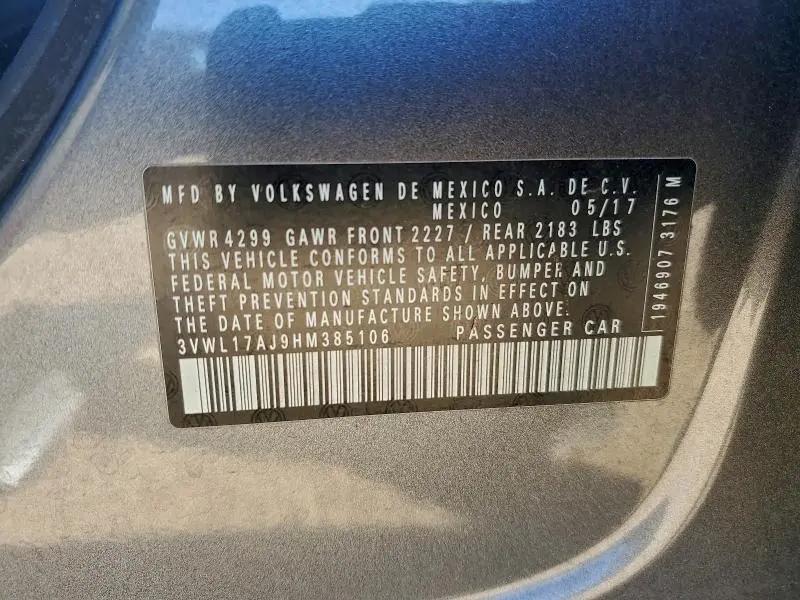 MFD BY VOLKSWAGEN DE MEXICO S.A. DE C.V.
MEXICO 05/17
GVWR 4299 GAWR FRONT 2227 / REAR 2183 LBS
THIS VEHICLE CONFORMS TO ALL APPLICABLE U.S.
FEDERAL MOTOR VEHICLE SAFETY, BUMPER AND
THEFT PREVENTION STANDARDS IN EFFECT ON
THE DATE OF MANUFACTURE SHOWN ABOVE.
3VWL17AJ9HM385106 PASSENGER CAR
1946907 3176 M